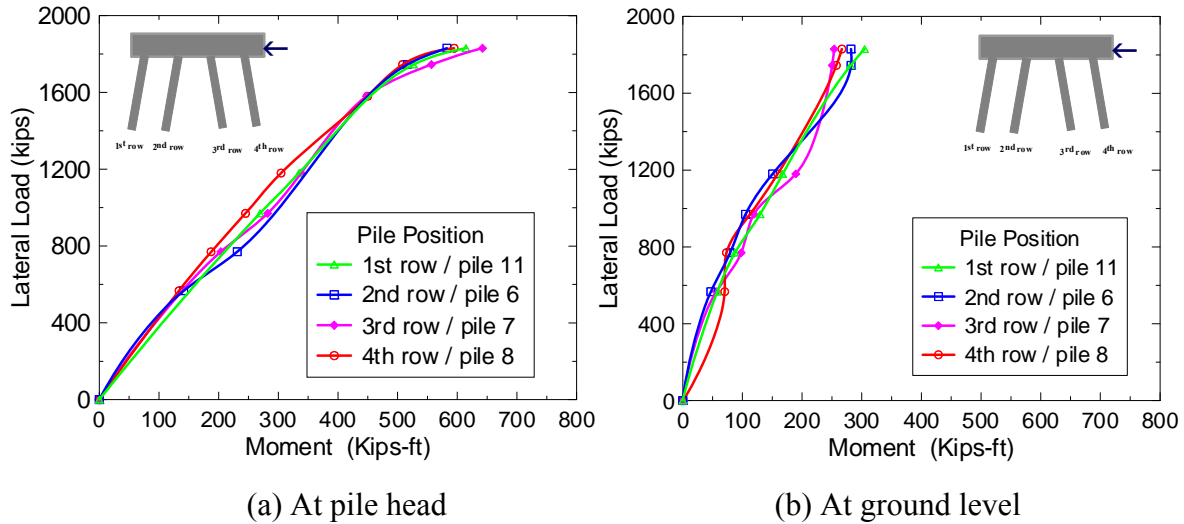 2000
1600
1200
800
400
0
Lateral Load (kips)
1st row 2nd row 3rd row 4th row
Pile Position
1st row / pile 11
2nd row / pile 6
3rd row / pile 7
4th row / pile 8
0 100 200 300 400 500 600 700 800
Moment (Kips-ft)
(a) At pile head
2000
1600
1200
800
400
0
Lateral Load (kips)
1st row 2nd row 3rd row 4th row
Pile Position
1st row / pile 11
2nd row / pile 6
3rd row / pile 7
4th row / pile 8
0 100 200 300 400 500 600 700 800
Moment (Kips-ft)
(b) At ground level